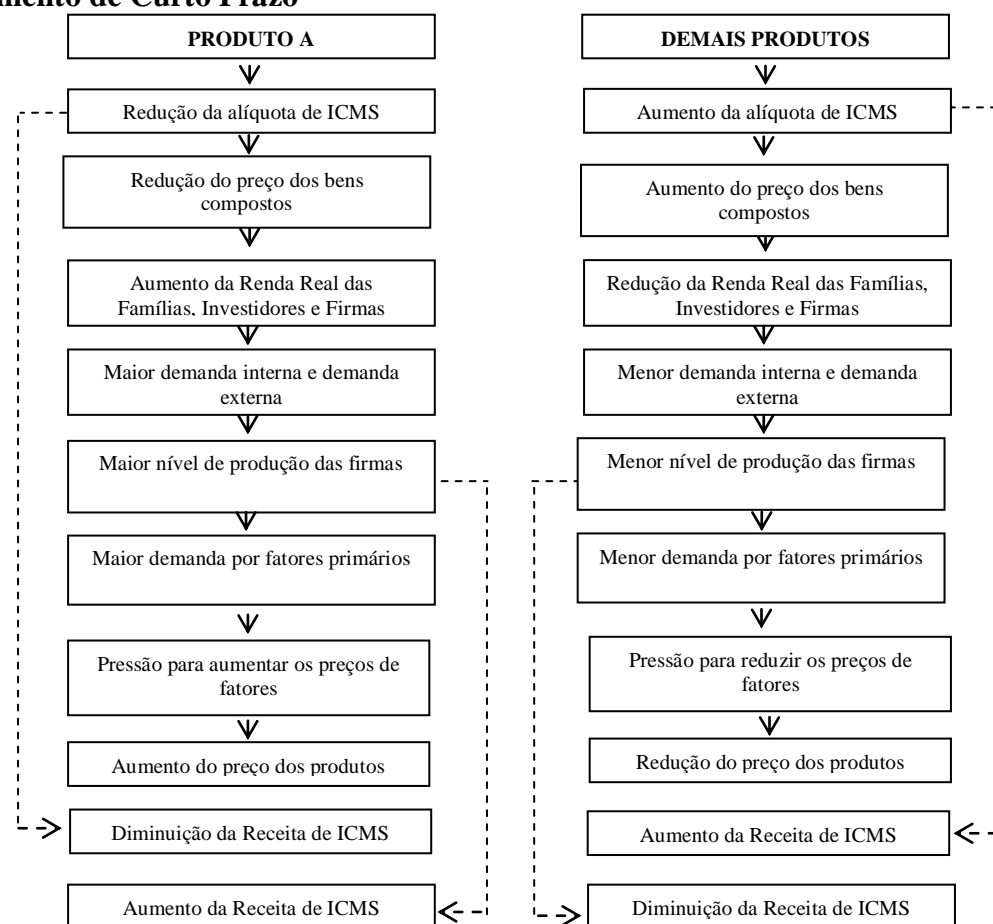 de Curto Prazo
PRODUTO A
Redução da alíquota de ICMS
Redução do preço dos bens
compostos
Aumento da Renda Real das
Famílias, Investidores e Firmas
Maior demanda interna e demanda
externa
Maior nível de produção das firmas
Maior demanda por fatores primários
Pressão para aumentar os preços de
fatores
Aumento do preço dos produtos
Diminuição da Receita de ICMS
Aumento da Receita de ICMS
DEMAIS PRODUTOS
Aumento da alíquota de ICMS
Aumento do preço dos bens
compostos
Redução da Renda Real das Famílias,
Investidores e Firmas
Menor demanda interna e demanda
externa
Menor nível de produção das firmas
Menor demanda por fatores primários
Pressão para reduzir os preços de
fatores
Redução do preço dos produtos
Aumento da Receita de ICMS
Diminuição da Receita de ICMS